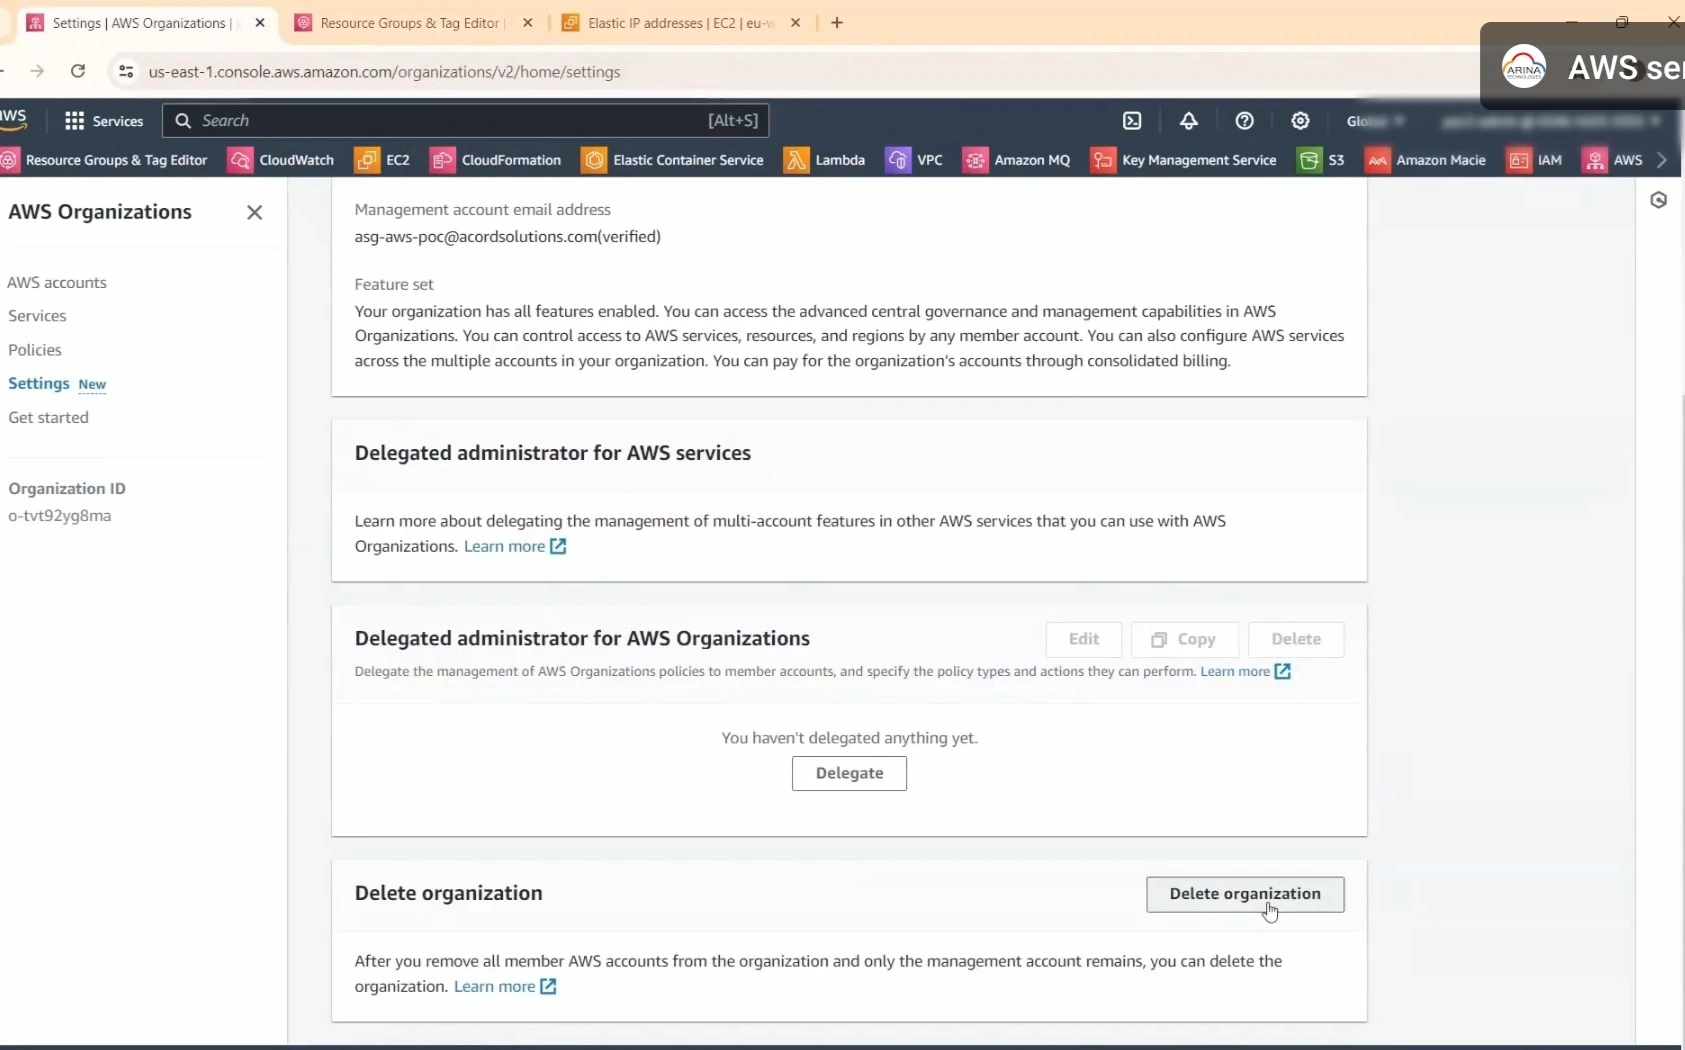 Settings | AWS Organizations |
Resource Groups & Tag Editor
Elastic IP addresses | EC2 | eu-w
us-east-1.console.aws.amazon.com/organizations/v2/home/settings
ARINA
AWS ser
aws
Services
Search
[Alt+S]
Resource Groups & Tag Editor
CloudWatch
EC2
CloudFormation
Elastic Container Service
Lambda
VPC
Amazon MQ
Key Management Service
S3
Amazon Macie
IAM
AWS
AWS Organizations
AWS accounts
Services
Policies
Settings New
Get started
Organization ID
o-tvt92yg8ma
Management account email address
asg-aws-poc@acordsolutions.com(verified)
Feature set
Your organization has all features enabled. You can access the advanced central governance and management capabilities in AWS
Organizations. You can control access to AWS services, resources, and regions by any member account. You can also configure AWS services
across the multiple accounts in your organization. You can pay for the organization's accounts through consolidated billing.
Delegated administrator for AWS services
Learn more about delegating the management of multi-account features in other AWS services that you can use with AWS
Organizations. Learn more
Delegated administrator for AWS Organizations
Edit
Copy
Delete
Delegate the management of AWS Organizations policies to member accounts, and specify the policy types and actions they can perform. Learn more
You haven't delegated anything yet.
Delegate
Delete organization
Delete organization
After you remove all member AWS accounts from the organization and only the management account remains, you can delete the
organization. Learn more